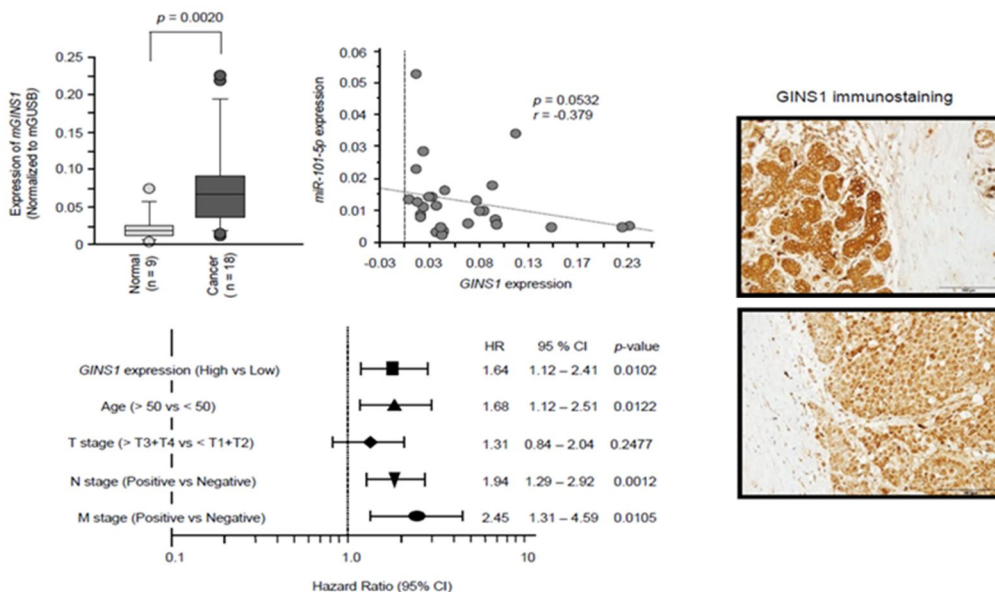 p = 0.0020
Expression of mGINS1
(Normalized to mGUSB)
0.25
0.20
0.15
0.10
0.05
0
Normal
(n = 9)
Cancer
( n = 18)
miR-101-5p expression
0.06
0.05
0.04
0.03
0.02
0.01
0
p = 0.0532
r = -0.379
-0.03 0.03 0.08 0.12 0.17 0.23
GINS1 expression
GINS1 immunostaining
HR 95 % CI p-value
GINS1 expression (High vs Low) 1.64 1.12 – 2.41 0.0102
Age (> 50 vs < 50) 1.68 1.12 – 2.51 0.0122
T stage (> T3+T4 vs < T1+T2) 1.31 0.84 – 2.04 0.2477
N stage (Positive vs Negative) 1.94 1.29 – 2.92 0.0012
M stage (Positive vs Negative) 2.45 1.31 – 4.59 0.0105
0.1 1.0 10
Hazard Ratio (95% CI)